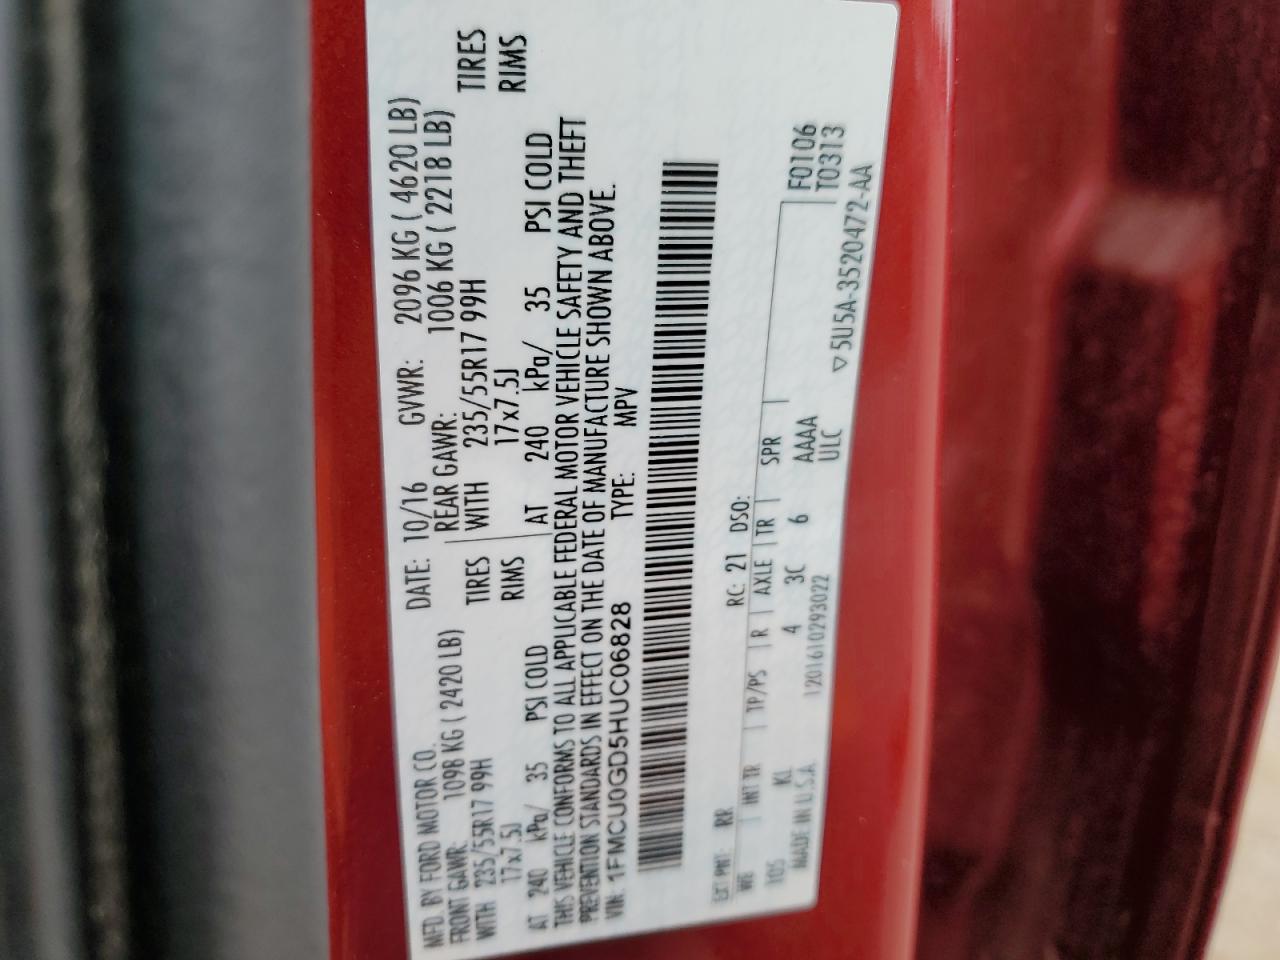 MFD. BY FORD MOTOR CO. DATE: 10/16 GVWR: 2096 KG ( 4620 LB)
FRONT GAWR: 1098 KG ( 2420 LB) REAR GAWR: 1006 KG ( 2218 LB)
WITH 235/55R17 99H TIRES WITH 235/55R17 99H TIRES
17x7.5J RIMS 17x7.5J RIMS
AT 240 kPa/ 35 PSI COLD AT 240 kPa/ 35 PSI COLD
THIS VEHICLE CONFORMS TO ALL APPLICABLE FEDERAL MOTOR VEHICLE SAFETY AND THEFT
PREVENTION STANDARDS IN EFFECT ON THE DATE OF MANUFACTURE SHOWN ABOVE.
VIN: 1FMCU0GD5HUC06828 TYPE: MPV
EXT PNT: RR RC: 21 DSO:
WB INT TR TP/PS R AXLE TR SPR F0106
105 KL 4 3C 6 AAAA T0313
MADE IN U.S.A. 1201610293022 ULC
▽5U5A-3520472-AA